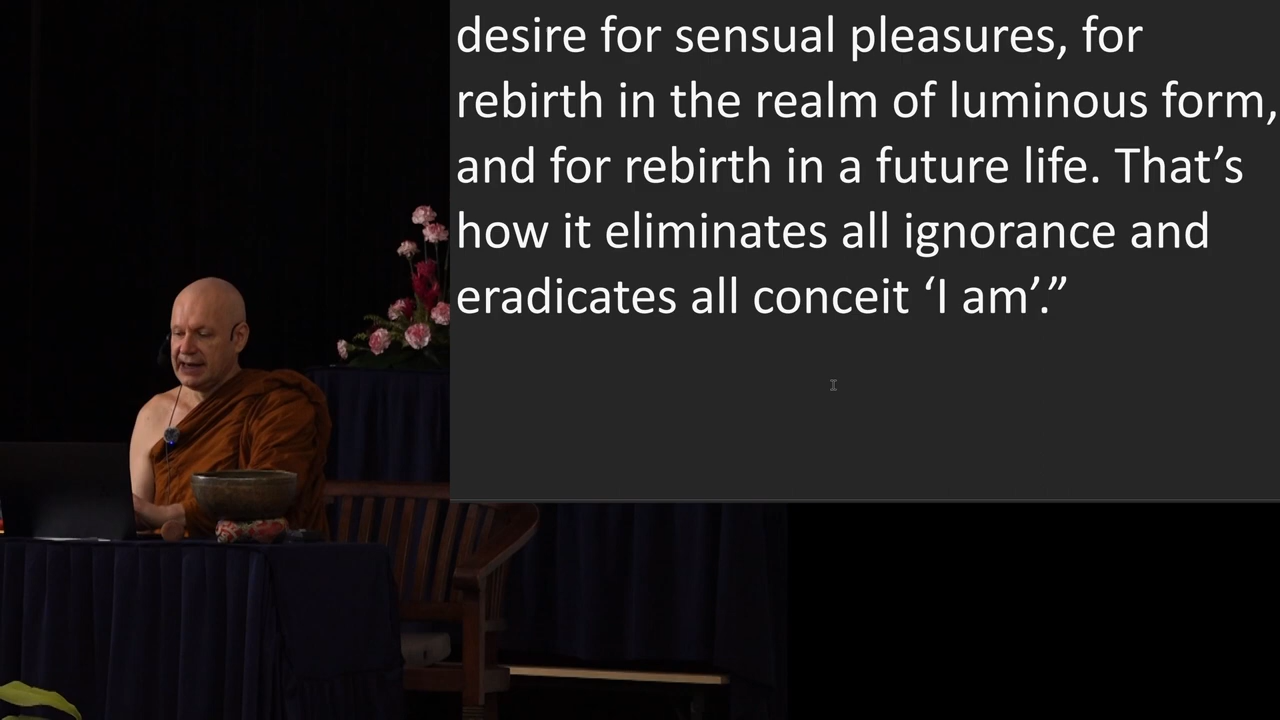 desire for sensual pleasures, for
rebirth in the realm of luminous form,
and for rebirth in a future life. That’s
how it eliminates all ignorance and
eradicates all conceit ‘I am’.”